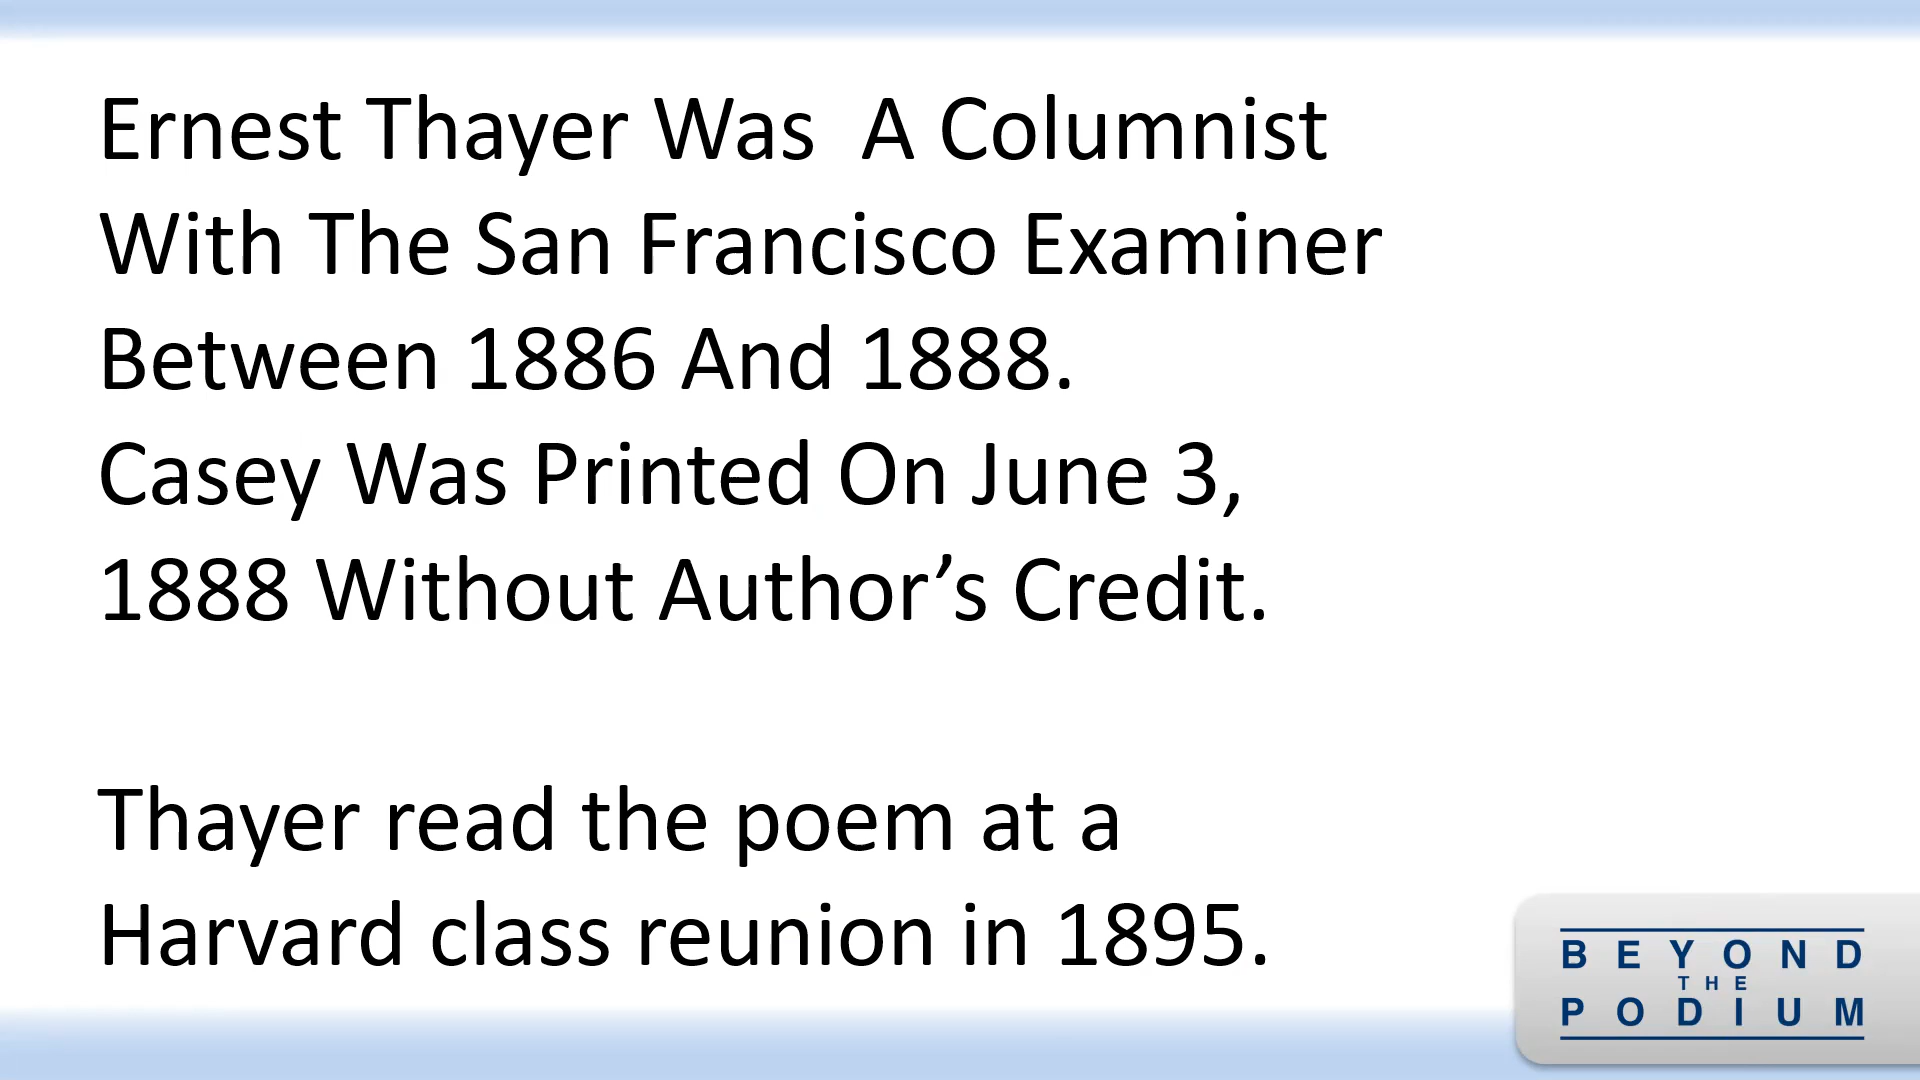 Ernest Thayer Was  A Columnist
With The San Francisco Examiner
Between 1886 And 1888.
Casey Was Printed On June 3,
1888 Without Author’s Credit.
Thayer read the poem at a
Harvard class reunion in 1895.
BEYOND
THE
PODIUM